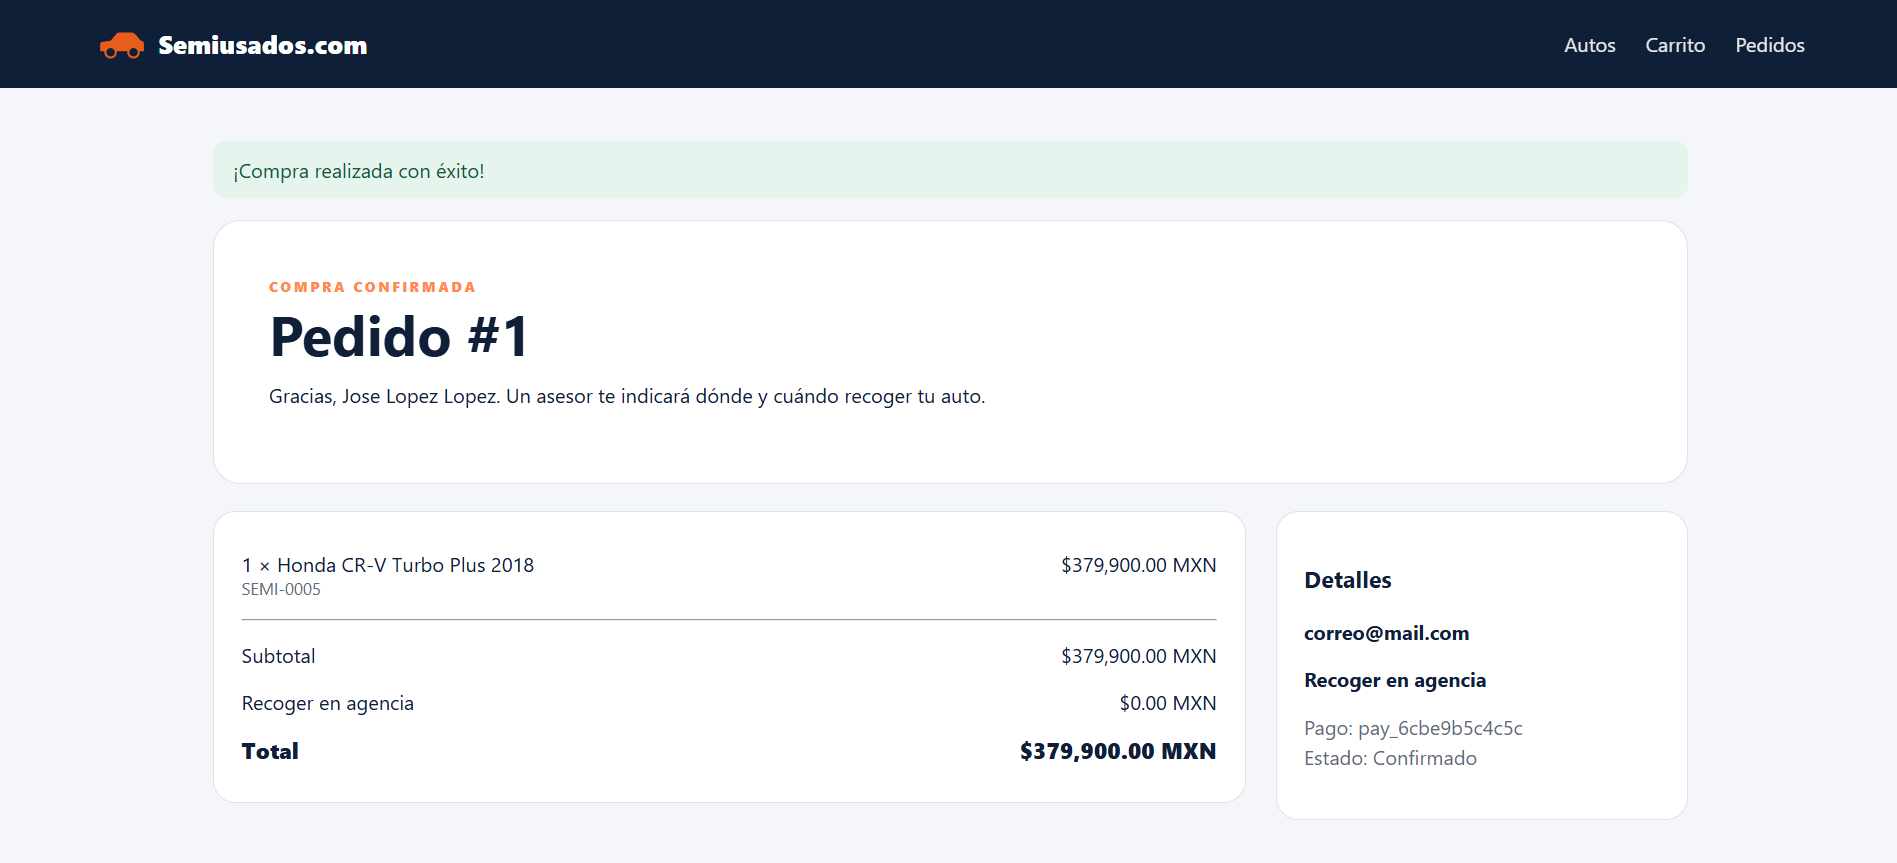 Semiusados.com
Autos Carrito Pedidos
¡Compra realizada con éxito!
COMPRA CONFIRMADA
Pedido #1
Gracias, Jose Lopez Lopez. Un asesor te indicará dónde y cuándo recoger tu auto.
1 × Honda CR-V Turbo Plus 2018 $379,900.00 MXN
SEMI-0005
Subtotal $379,900.00 MXN
Recoger en agencia $0.00 MXN
Total $379,900.00 MXN
Detalles
correo@mail.com
Recoger en agencia
Pago: pay_6cbe9b5c4c5c
Estado: Confirmado